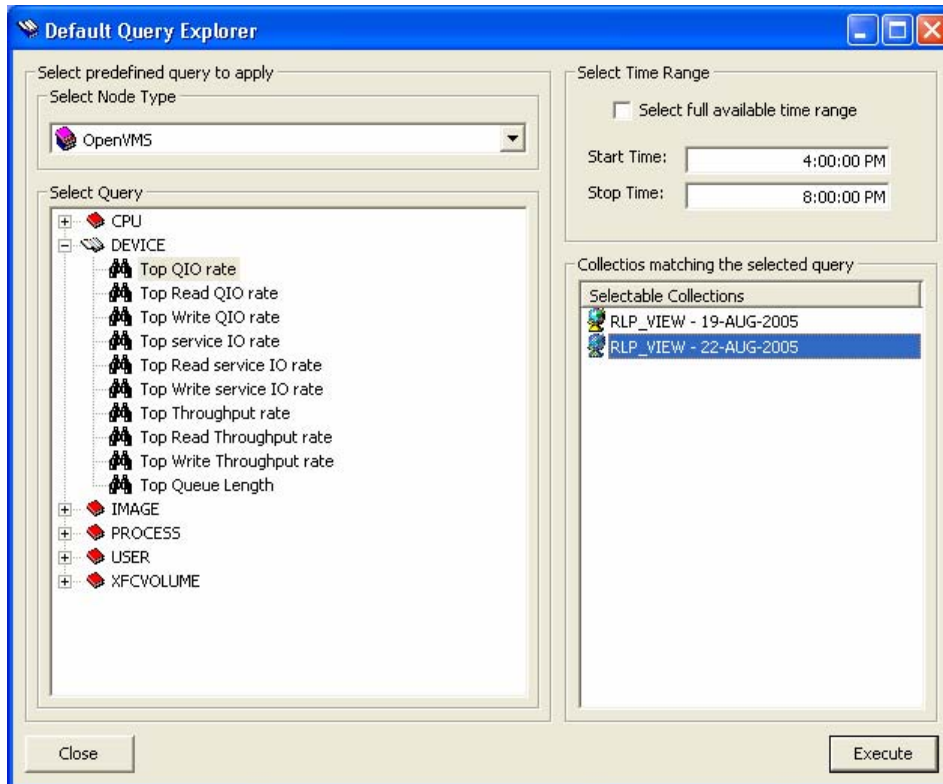 Default Query Explorer
Select predefined query to apply
Select Node Type
OpenVMS
Select Query
CPU
DEVICE
Top QIO rate
Top Read QIO rate
Top Write QIO rate
Top service IO rate
Top Read service IO rate
Top Write service IO rate
Top Throughput rate
Top Read Throughput rate
Top Write Throughput rate
Top Queue Length
IMAGE
PROCESS
USER
XFCVOLUME
Select Time Range
Select full available time range
Start Time: 4:00:00 PM
Stop Time: 8:00:00 PM
Collectios matching the selected query
Selectable Collections
RLP_VIEW - 19-AUG-2005
RLP_VIEW - 22-AUG-2005
Close
Execute